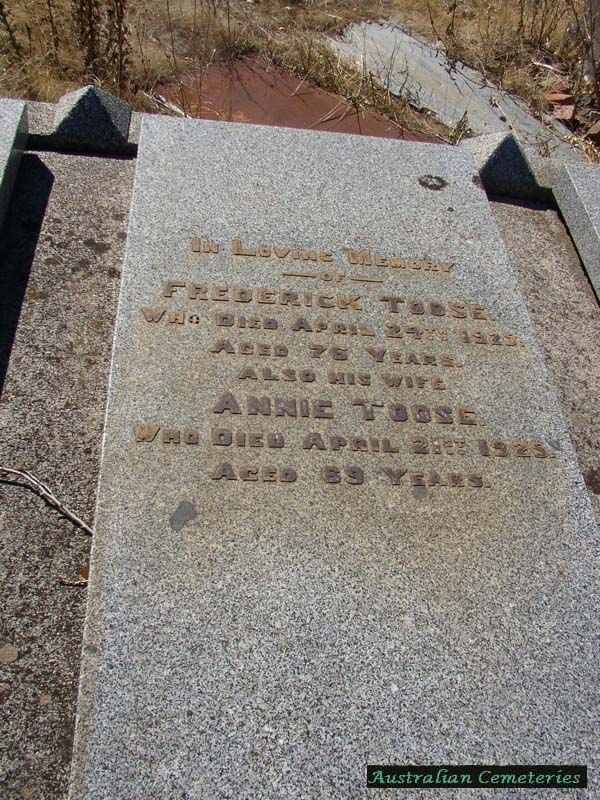 In Loving Memory
of
Frederick Toose.
Who Died April 24th 1923.
Aged 76 Years.
Also his wife
Annie Toose.
Who Died April 21st 1925.
Aged 69 Years.
Australian Cemeteries